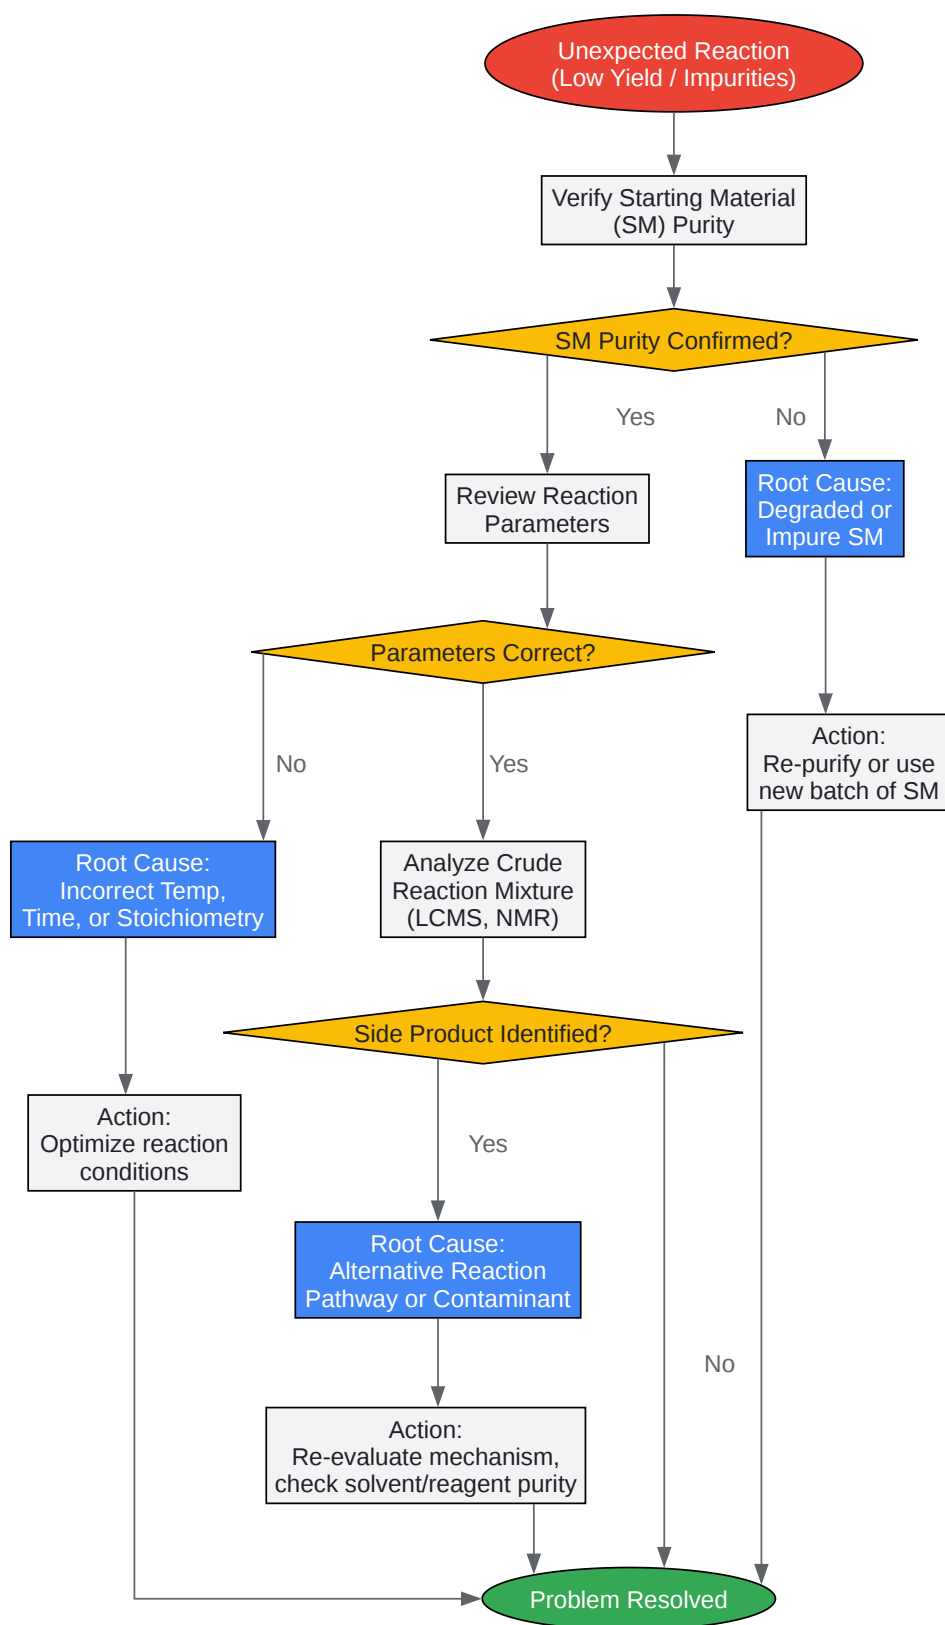 Unexpected Reaction
(Low Yield / Impurities)
Verify Starting Material
(SM) Purity
SM Purity Confirmed?
Yes
No
Review Reaction
Parameters
Root Cause:
Degraded or
Impure SM
Parameters Correct?
No
Yes
Action:
Re-purify or use
new batch of SM
Root Cause:
Incorrect Temp,
Time, or Stoichiometry
Analyze Crude
Reaction Mixture
(LCMS, NMR)
Side Product Identified?
Action:
Optimize reaction
conditions
Yes
Root Cause:
Alternative Reaction
Pathway or Contaminant
No
Action:
Re-evaluate mechanism,
check solvent/reagent purity
Problem Resolved